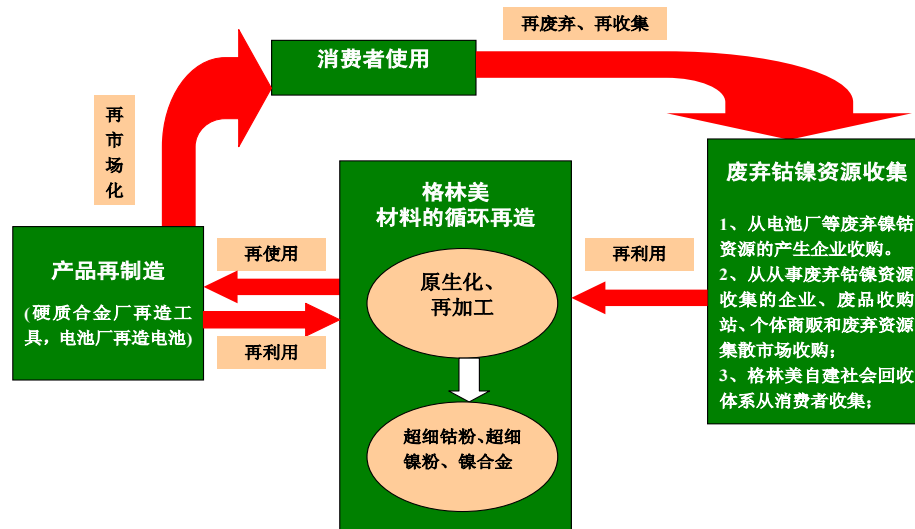 再废弃、再收集
消费者使用
再
市
场
化
废弃钴镍资源收集
1、从电池厂等废弃镍钴
资源的产生企业收购。
2、从从事废弃钴镍资源
收集的企业、废品收购
站、个体商贩和废弃资源
集散市场收购；
3、格林美自建社会回收
体系从消费者收集；
格林美
材料的循环再造
再利用
原生化、
再加工
超细钴粉、超细
镍粉、镍合金
再使用
再利用
产品再制造
(硬质合金厂再造工
具，电池厂再造电池)